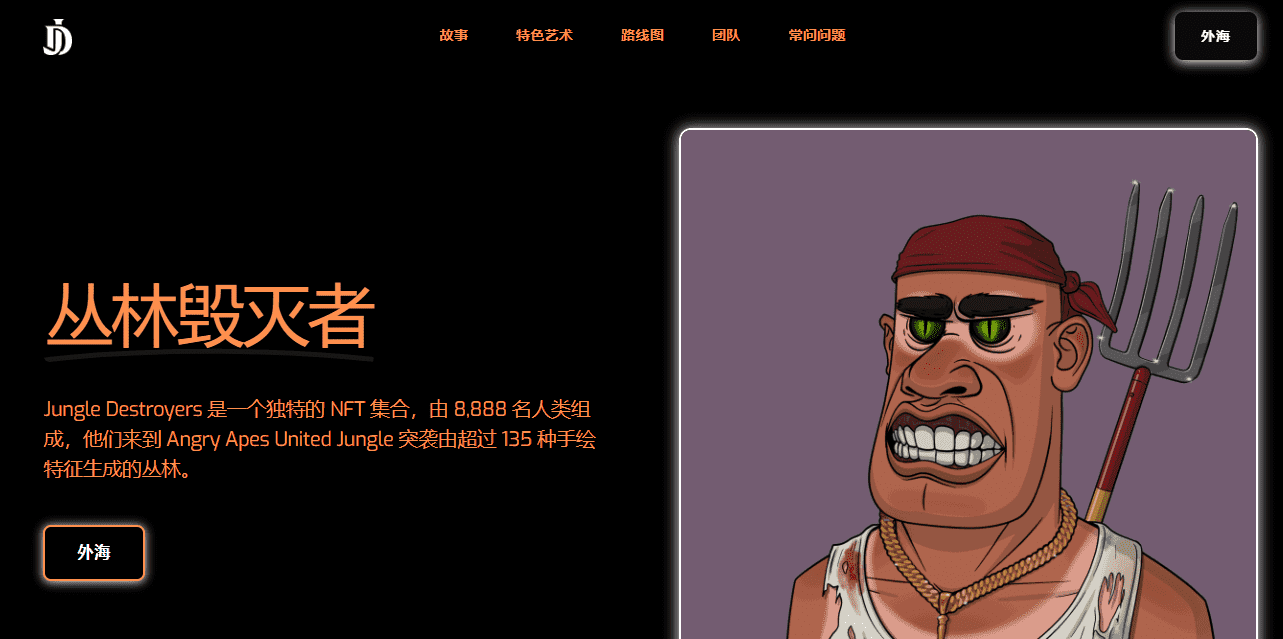 JD
故事 特色艺术 路线图 团队 常问问题 外海
丛林毁灭者
Jungle Destroyers 是一个独特的 NFT 集合，由 8,888 名人类组
成，他们来到 Angry Apes United Jungle 突袭由超过 135 种手绘
特征生成的丛林。
外海